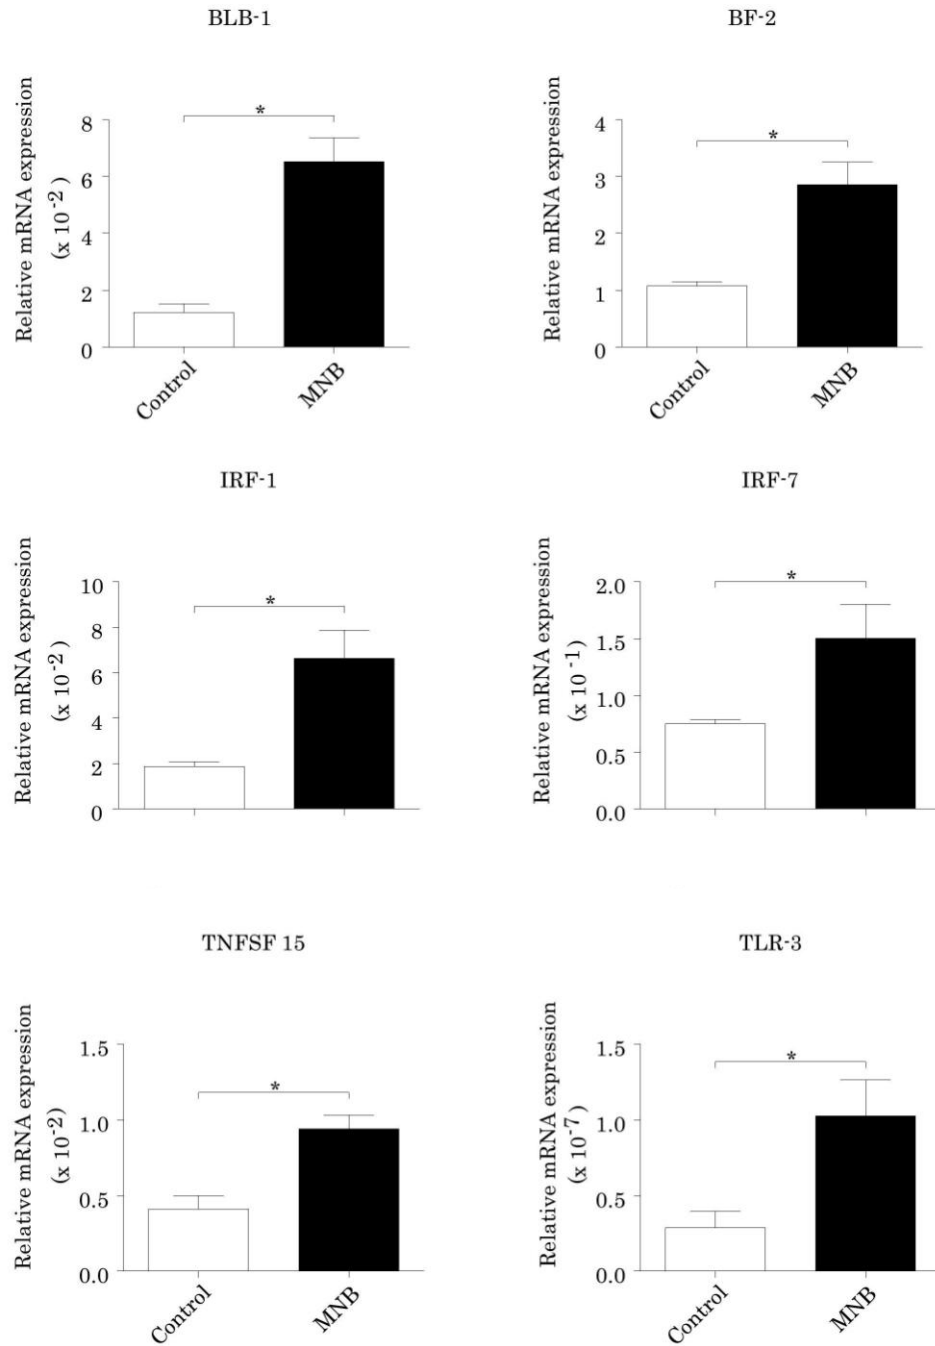 BLB-1
Relative mRNA expression
(x 10-2 )
8
6
4
2
0
*
Control
MNB
BF-2
Relative mRNA expression
4
3
2
1
0
*
Control
MNB
IRF-1
Relative mRNA expression
(x 10-2 )
10
8
6
4
2
0
*
IRF-7
Relative mRNA expression
(x 10 -1 )
2.0
1.5
1.0
0.5
0.0
*
TNFSF 15
Relative mRNA expression
(x 10-2)
1.5
1.0
0.5
0.0
*
Control
MNB
TLR-3
Relative mRNA expression
(x 10-7)
1.5
1.0
0.5
0.0
*
Control
MNB